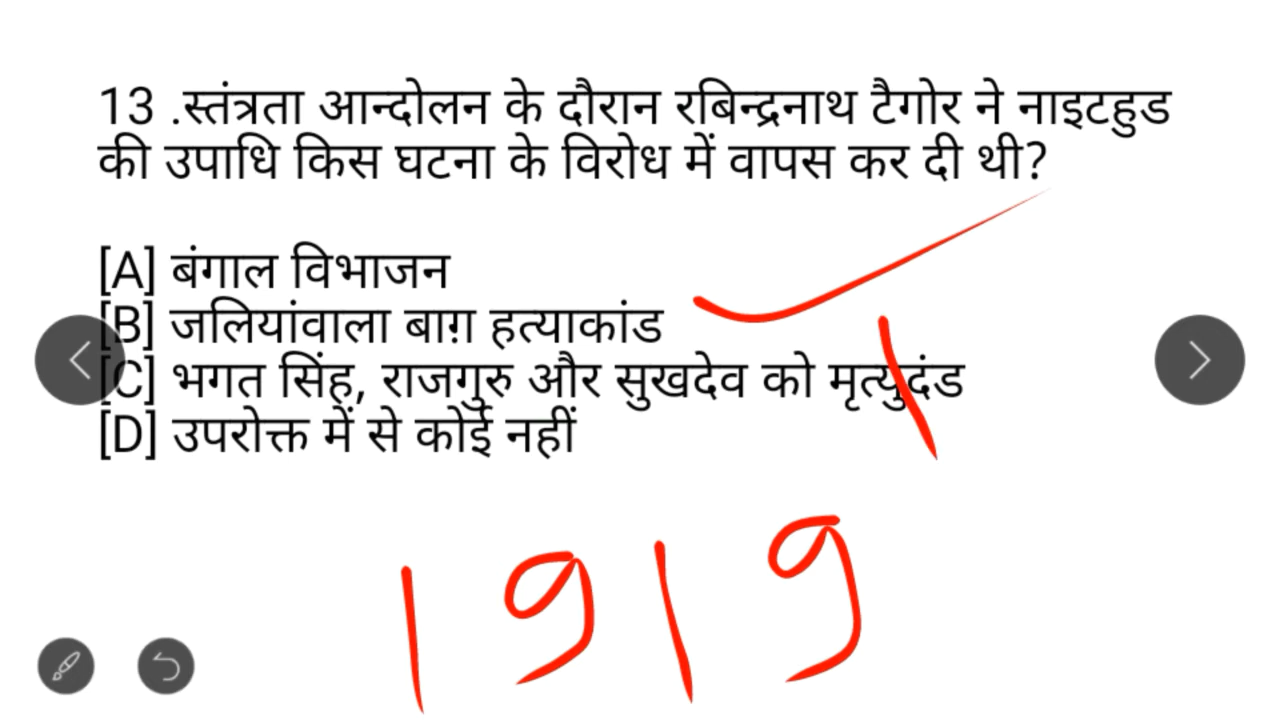 13 .स्तंत्रता आन्दोलन के दौरान रबिन्द्रनाथ टैगोर ने नाइटहुड
की उपाधि किस घटना के विरोध में वापस कर दी थी?
[A] बंगाल विभाजन
[B] जलियांवाला बाग़ हत्याकांड
[C] भगत सिंह, राजगुरु और सुखदेव को मृत्युदंड
[D] उपरोक्त में से कोई नहीं
1919